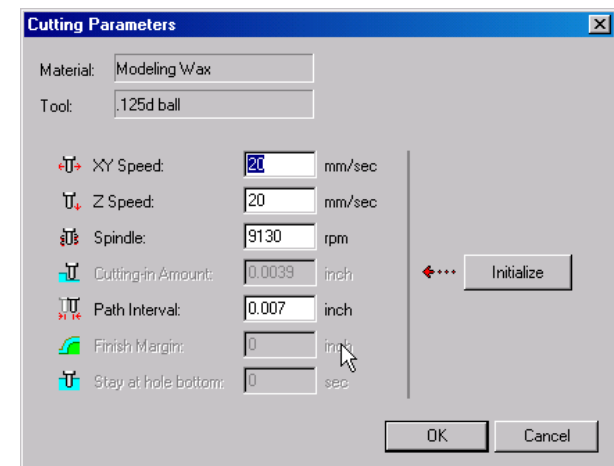 Cutting Parameters
Material: Modeling Wax
Tool: .125d ball
XY Speed: 20 mm/sec
Z Speed: 20 mm/sec
Spindle: 9130 rpm
Cutting-in Amount: 0.0039 inch
Initialize
Path Interval: 0.007 inch
Finish Margin: 0 inch
Stay at hole bottom: 0 sec
OK Cancel